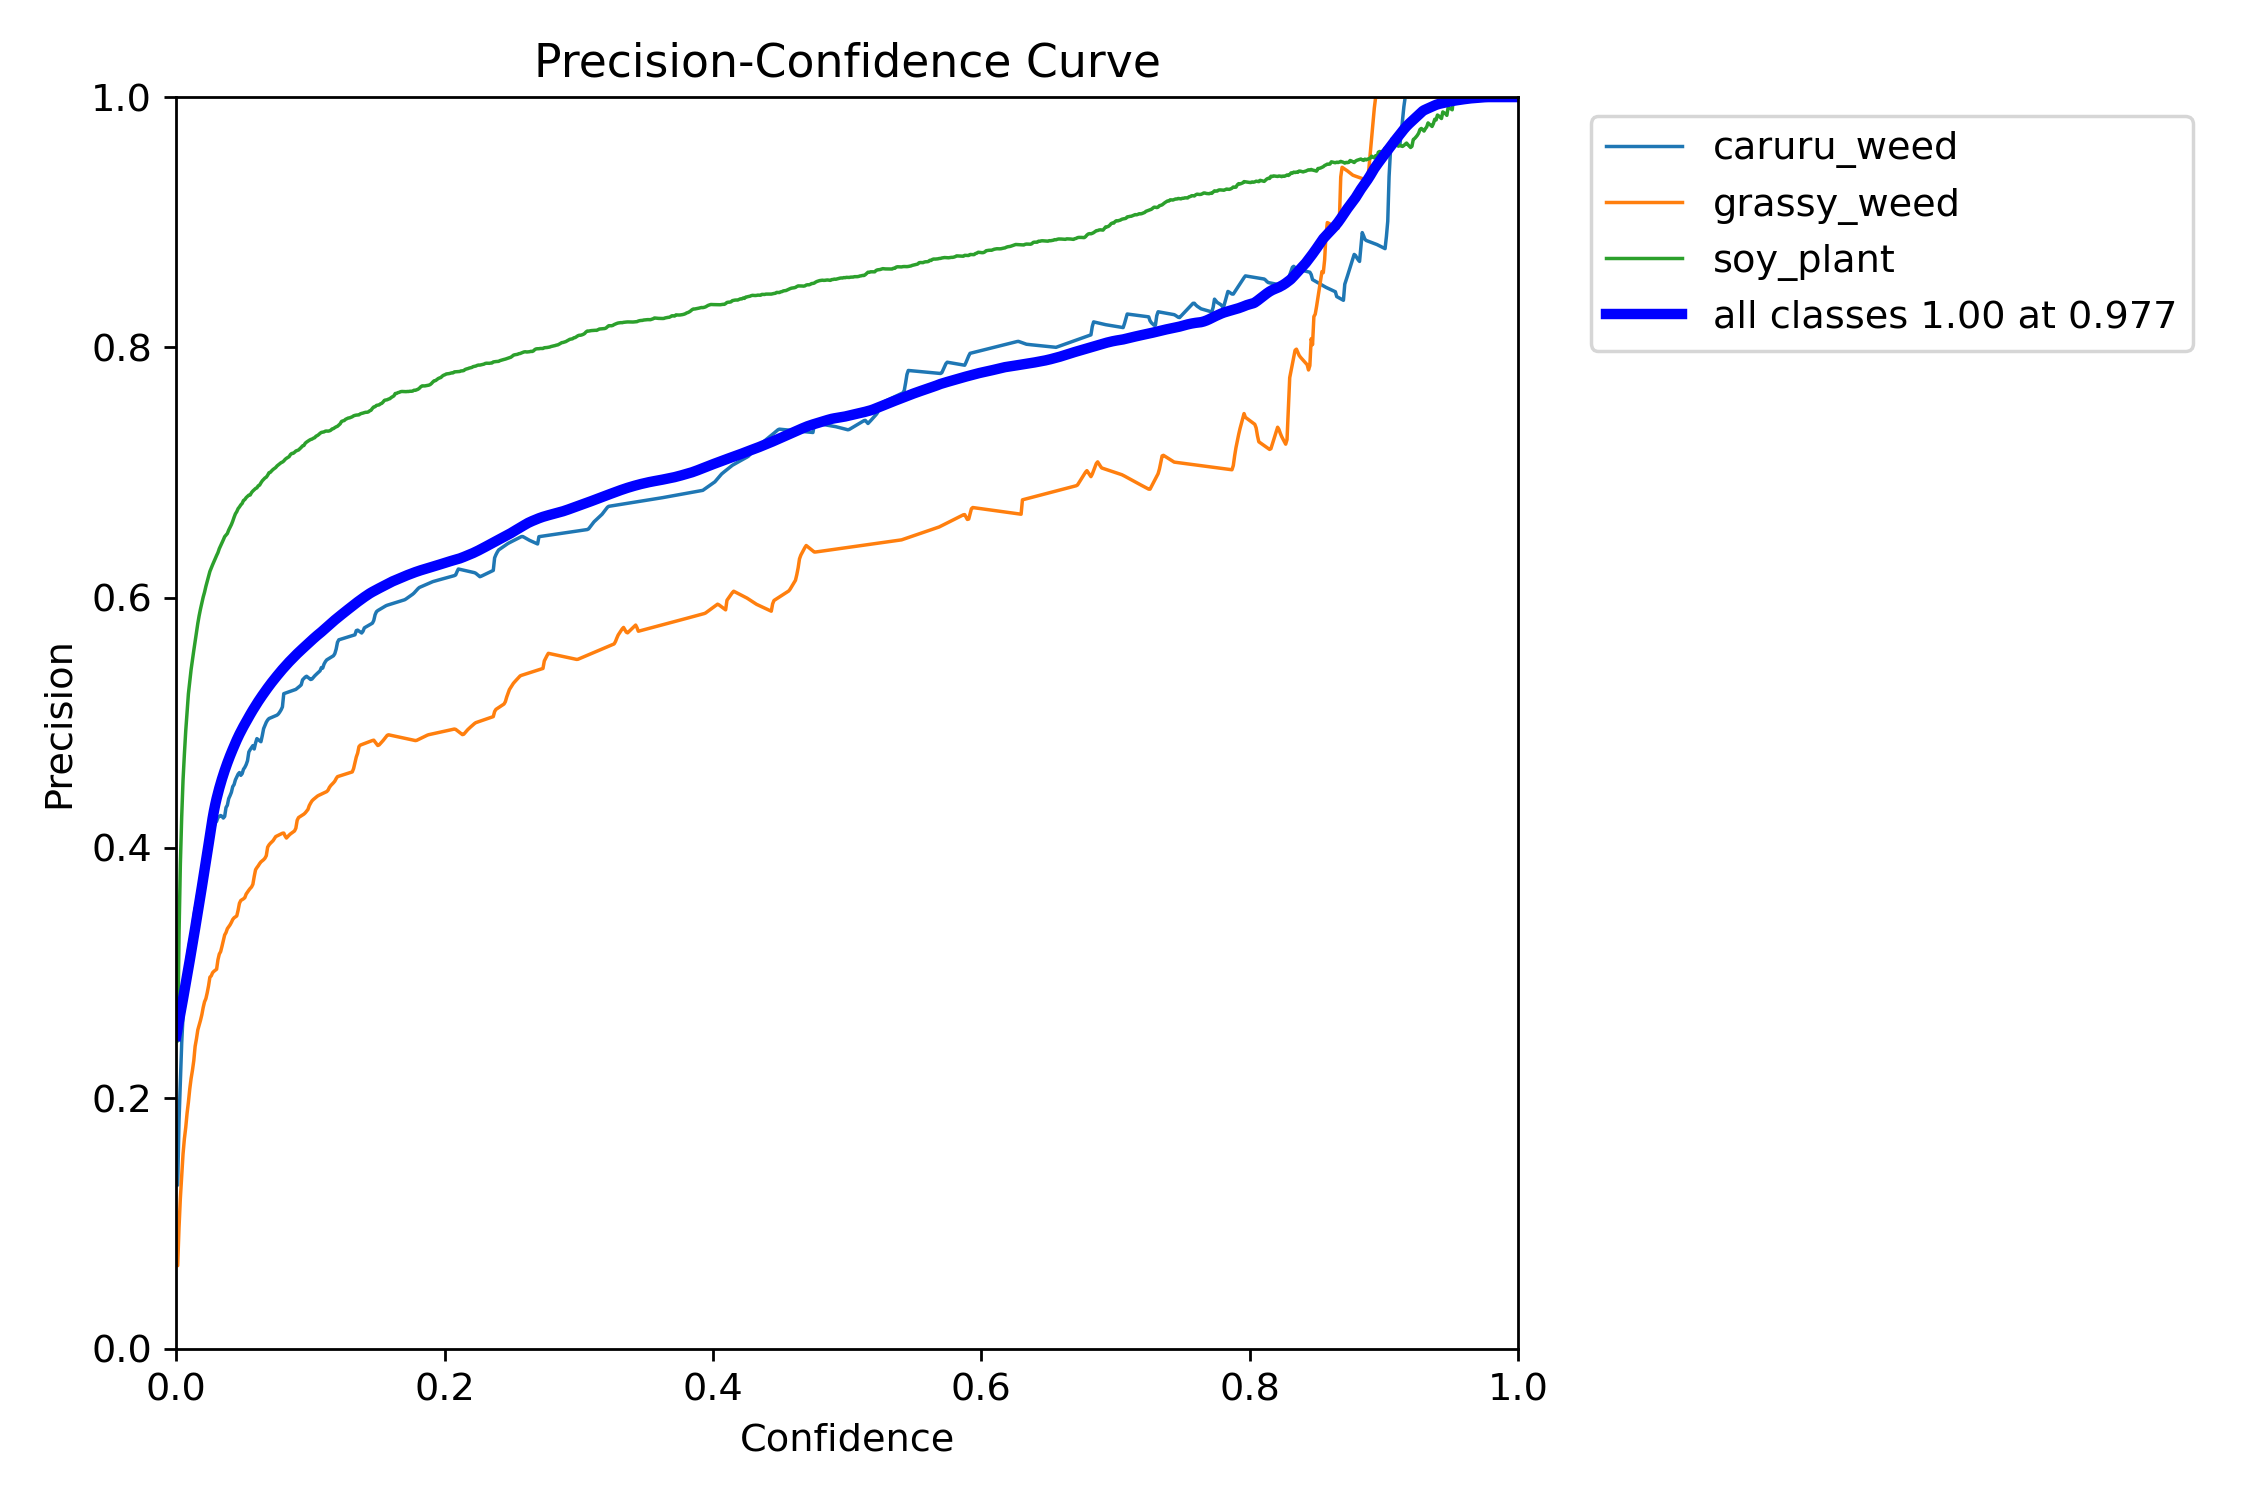 Precision-Confidence Curve
1.0
0.8
0.6
0.4
0.2
0.0
Precision
0.0 0.2 0.4 0.6 0.8 1.0
Confidence
caruru_weed
grassy_weed
soy_plant
all classes 1.00 at 0.977